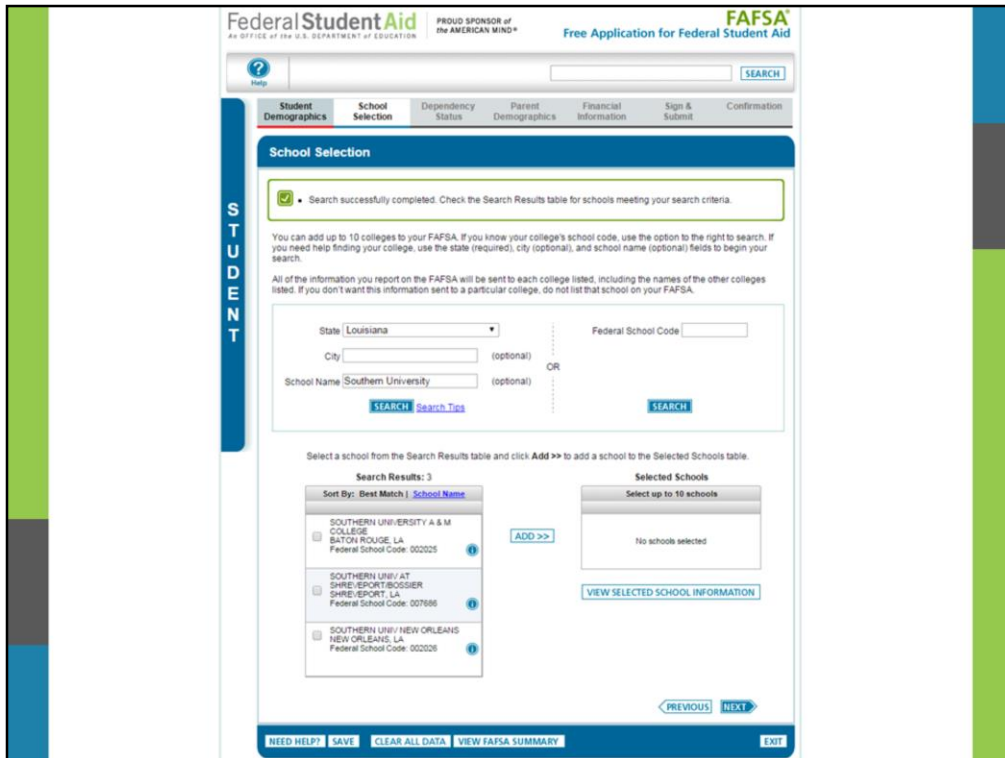 Federal Student Aid
An OFFICE of the U.S. DEPARTMENT of EDUCATION
PROUD SPONSOR of
the AMERICAN MIND®
FAFSA®
Free Application for Federal Student Aid
?
Help
SEARCH
Student
Demographics
School
Selection
Dependency
Status
Parent
Demographics
Financial
Information
Sign &
Submit
Confirmation
STUDENT
School Selection
• Search successfully completed. Check the Search Results table for schools meeting your search criteria.
You can add up to 10 colleges to your FAFSA. If you know your college's school code, use the option to the right to search. If
you need help finding your college, use the state (required), city (optional), and school name (optional) fields to begin your
search.
All of the information you report on the FAFSA will be sent to each college listed, including the names of the other colleges
listed. If you don't want this information sent to a particular college, do not list that school on your FAFSA.
State Louisiana
City (optional)
School Name Southern University (optional)
SEARCH Search Tips
OR
Federal School Code
SEARCH
Select a school from the Search Results table and click Add >> to add a school to the Selected Schools table.
Search Results: 3
Sort By: Best Match | School Name
SOUTHERN UNIVERSITY A & M
COLLEGE
BATON ROUGE, LA
Federal School Code: 002025
SOUTHERN UNIV AT
SHREVEPORT/BOSSIER
SHREVEPORT, LA
Federal School Code: 007686
SOUTHERN UNIV NEW ORLEANS
NEW ORLEANS, LA
Federal School Code: 002026
ADD >>
Selected Schools
Select up to 10 schools
No schools selected
VIEW SELECTED SCHOOL INFORMATION
PREVIOUS NEXT
NEED HELP? SAVE CLEAR ALL DATA VIEW FAFSA SUMMARY EXIT